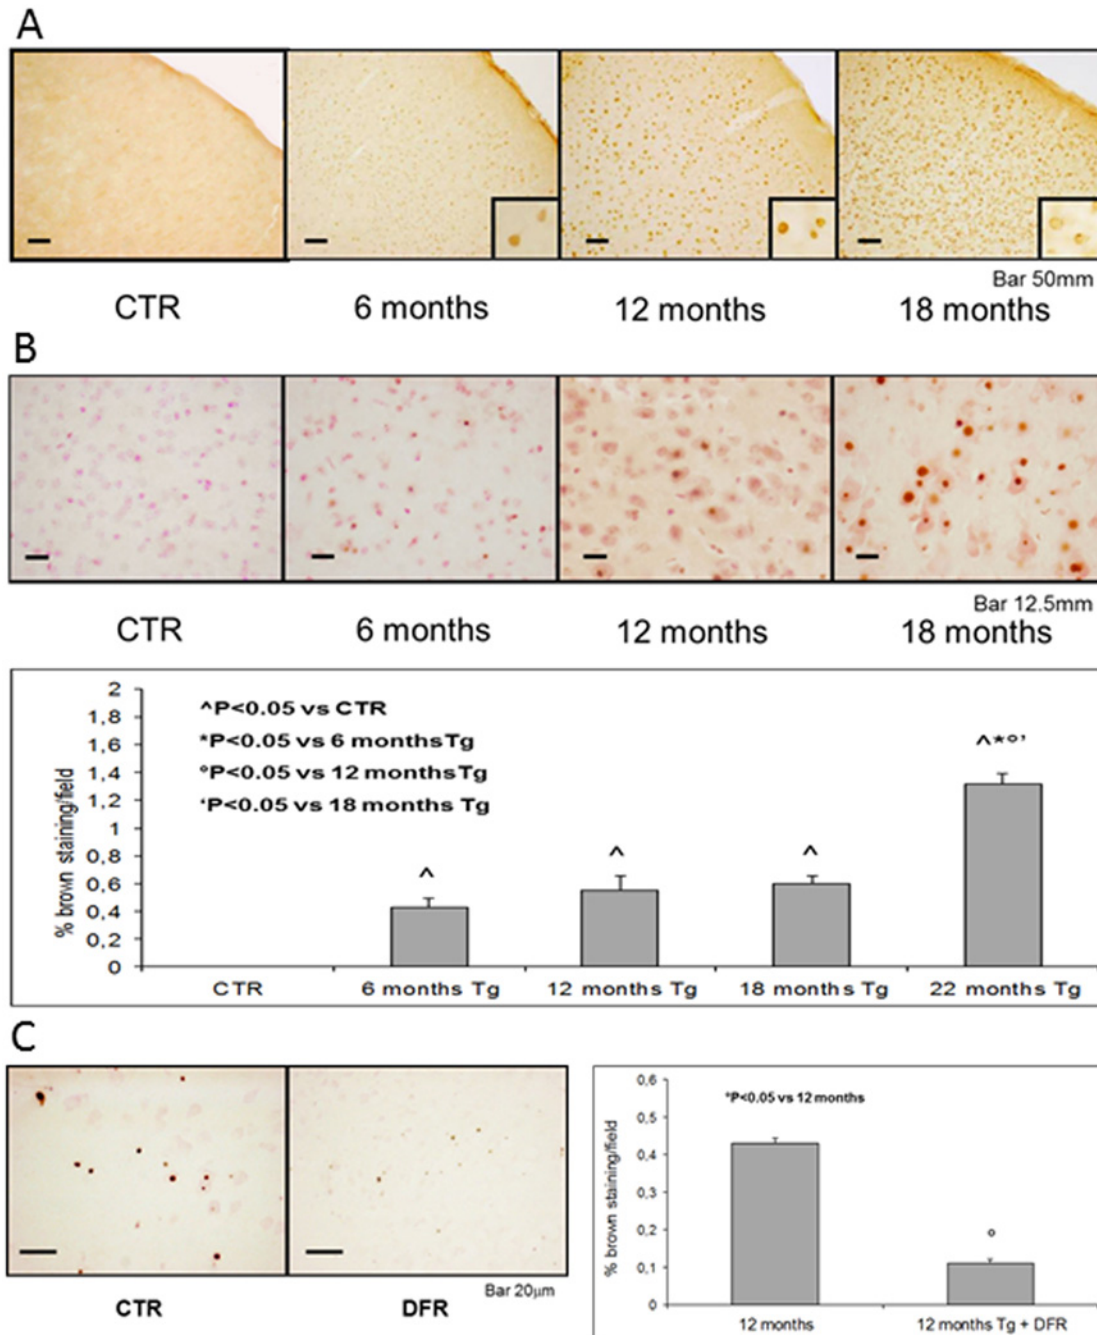 A
Bar 50mm
CTR 6 months 12 months 18 months
B
Bar 12.5mm
CTR 6 months 12 months 18 months
2
1,8
1,6
1,4
1,2
1
0,8
0,6
0,4
0,2
0
% brown staining/field
^P<0.05 vs CTR
*P<0.05 vs 6 monthsTg
°P<0.05 vs 12 monthsTg
‘P<0.05 vs 18 months Tg
^ ^ ^ ^*°’
CTR 6 months Tg 12 months Tg 18 months Tg 22 months Tg
C
Bar 20μm
CTR DFR
0,6
0,5
0,4
0,3
0,2
0,1
0
% brown staining/field
°P<0.05 vs 12 months
°
12 months 12 months Tg + DFR